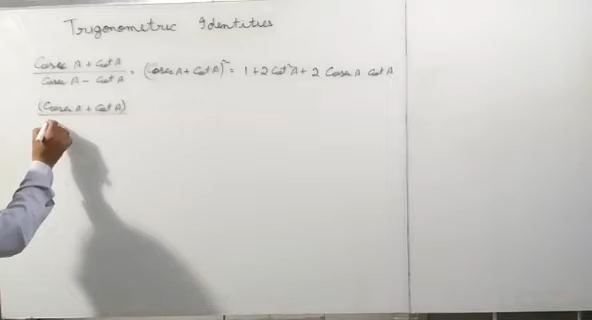 Trigonometric Identities
Cosec A + Cot A / Cosec A - Cot A = (Cosec A + Cot A)² = 1 + 2 Cot²A + 2 Cosec A Cot A
(Cosec A + Cot A)